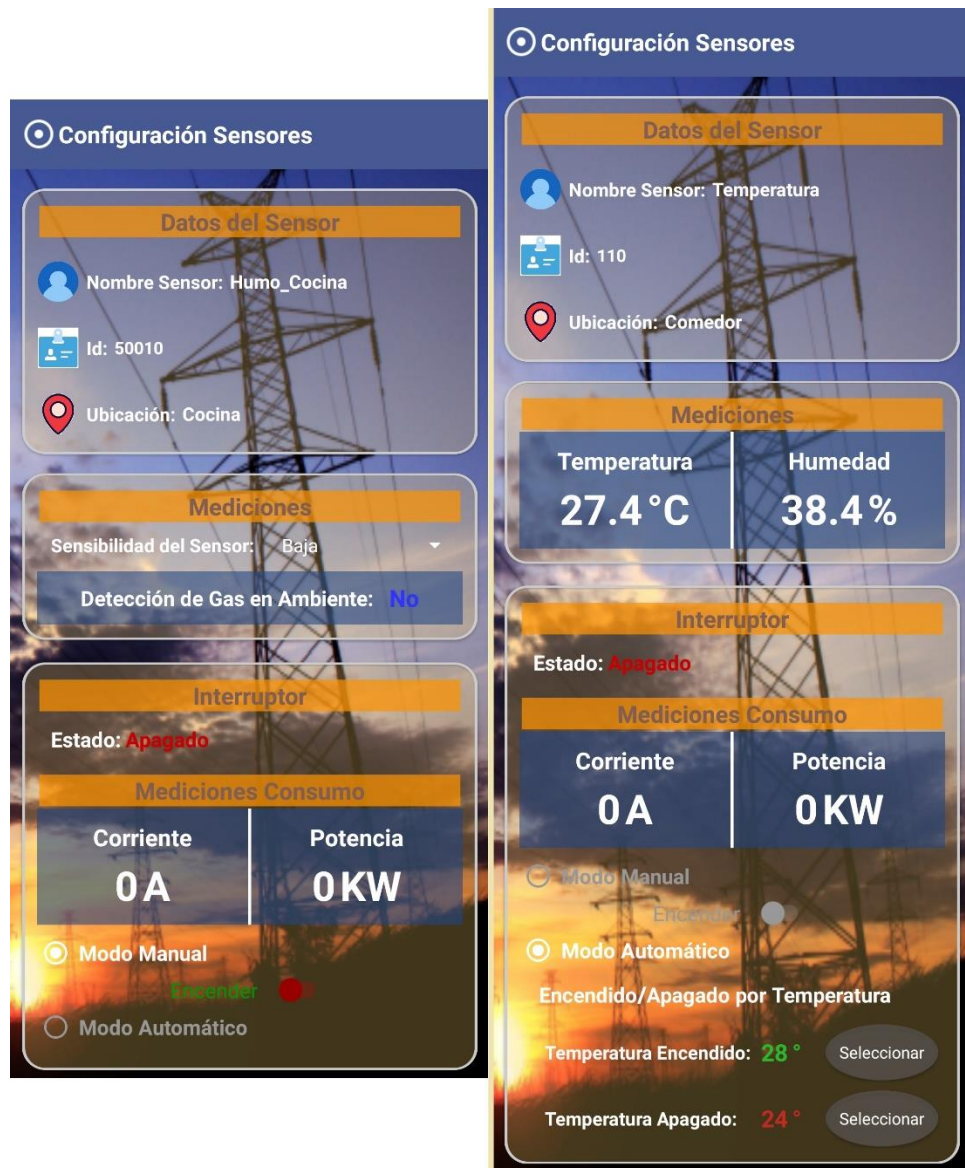 Configuración Sensores
Datos del Sensor
Nombre Sensor: Humo_Cocina
Id: 50010
Ubicación: Cocina
Mediciones
Sensibilidad del Sensor: Baja
Detección de Gas en Ambiente: No
Interruptor
Estado: Apagado
Mediciones Consumo
Corriente Potencia
0 A 0 KW
Modo Manual
Encender
Modo Automático
Configuración Sensores
Datos del Sensor
Nombre Sensor: Temperatura
Id: 110
Ubicación: Comedor
Mediciones
Temperatura Humedad
27.4 °C 38.4 %
Interruptor
Estado: Apagado
Mediciones Consumo
Corriente Potencia
0 A 0 KW
Modo Manual
Encender
Modo Automático
Encendido/Apagado por Temperatura
Temperatura Encendido: 28 ° Seleccionar
Temperatura Apagado: 24 ° Seleccionar